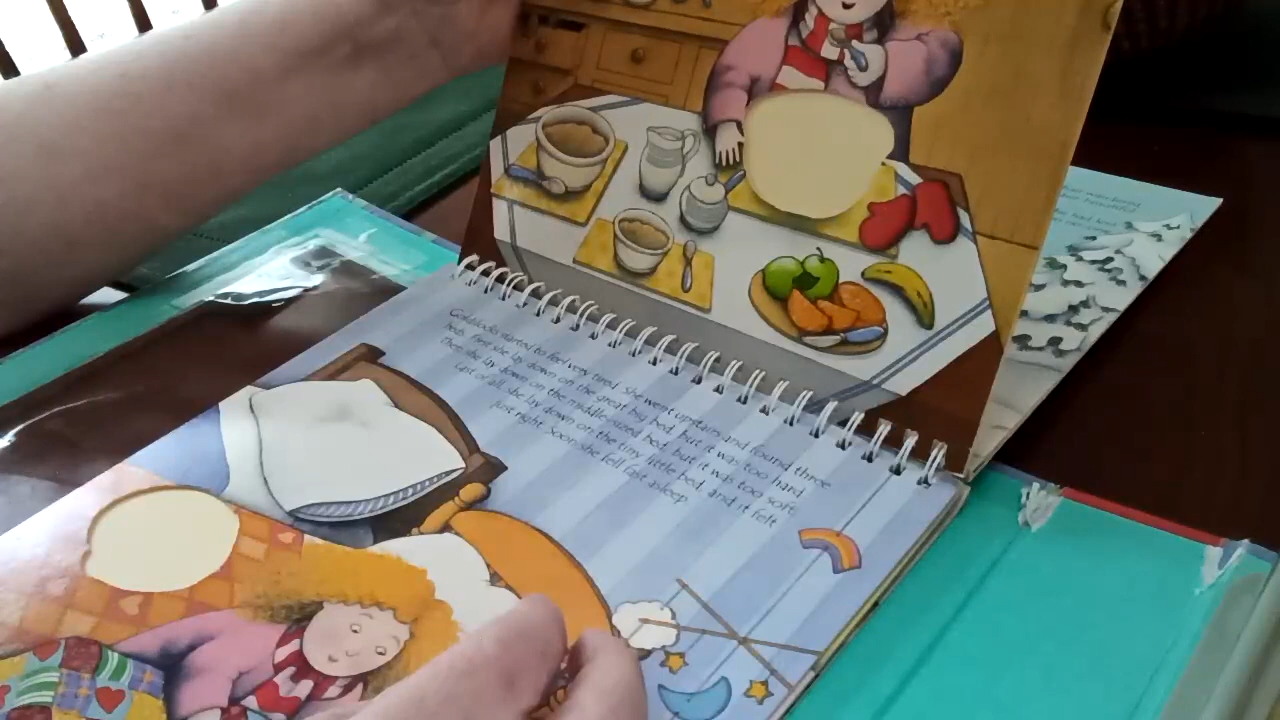 Goldilocks started to feel very tired. She went upstairs and found three
beds. First she lay down on the great big bed, but it was too hard.
Then she lay down on the middle-sized bed, but it was too soft.
Last of all, she lay down on the tiny little bed, and it felt
just right. Soon she fell fast asleep.